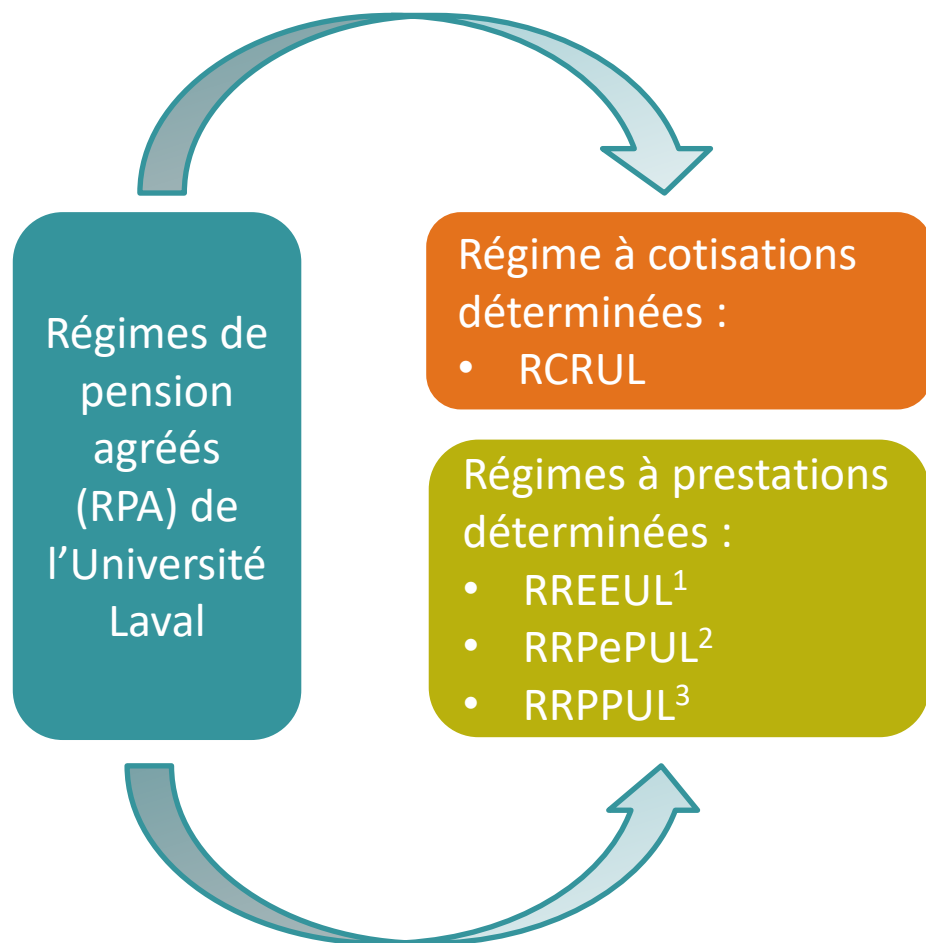 Régimes de
pension
agréés
(RPA) de
l’Université
Laval
Régime à cotisations
déterminées :
• RCRUL
Régimes à prestations
déterminées :
• RREEUL¹
• RRPePUL²
• RRPPUL³